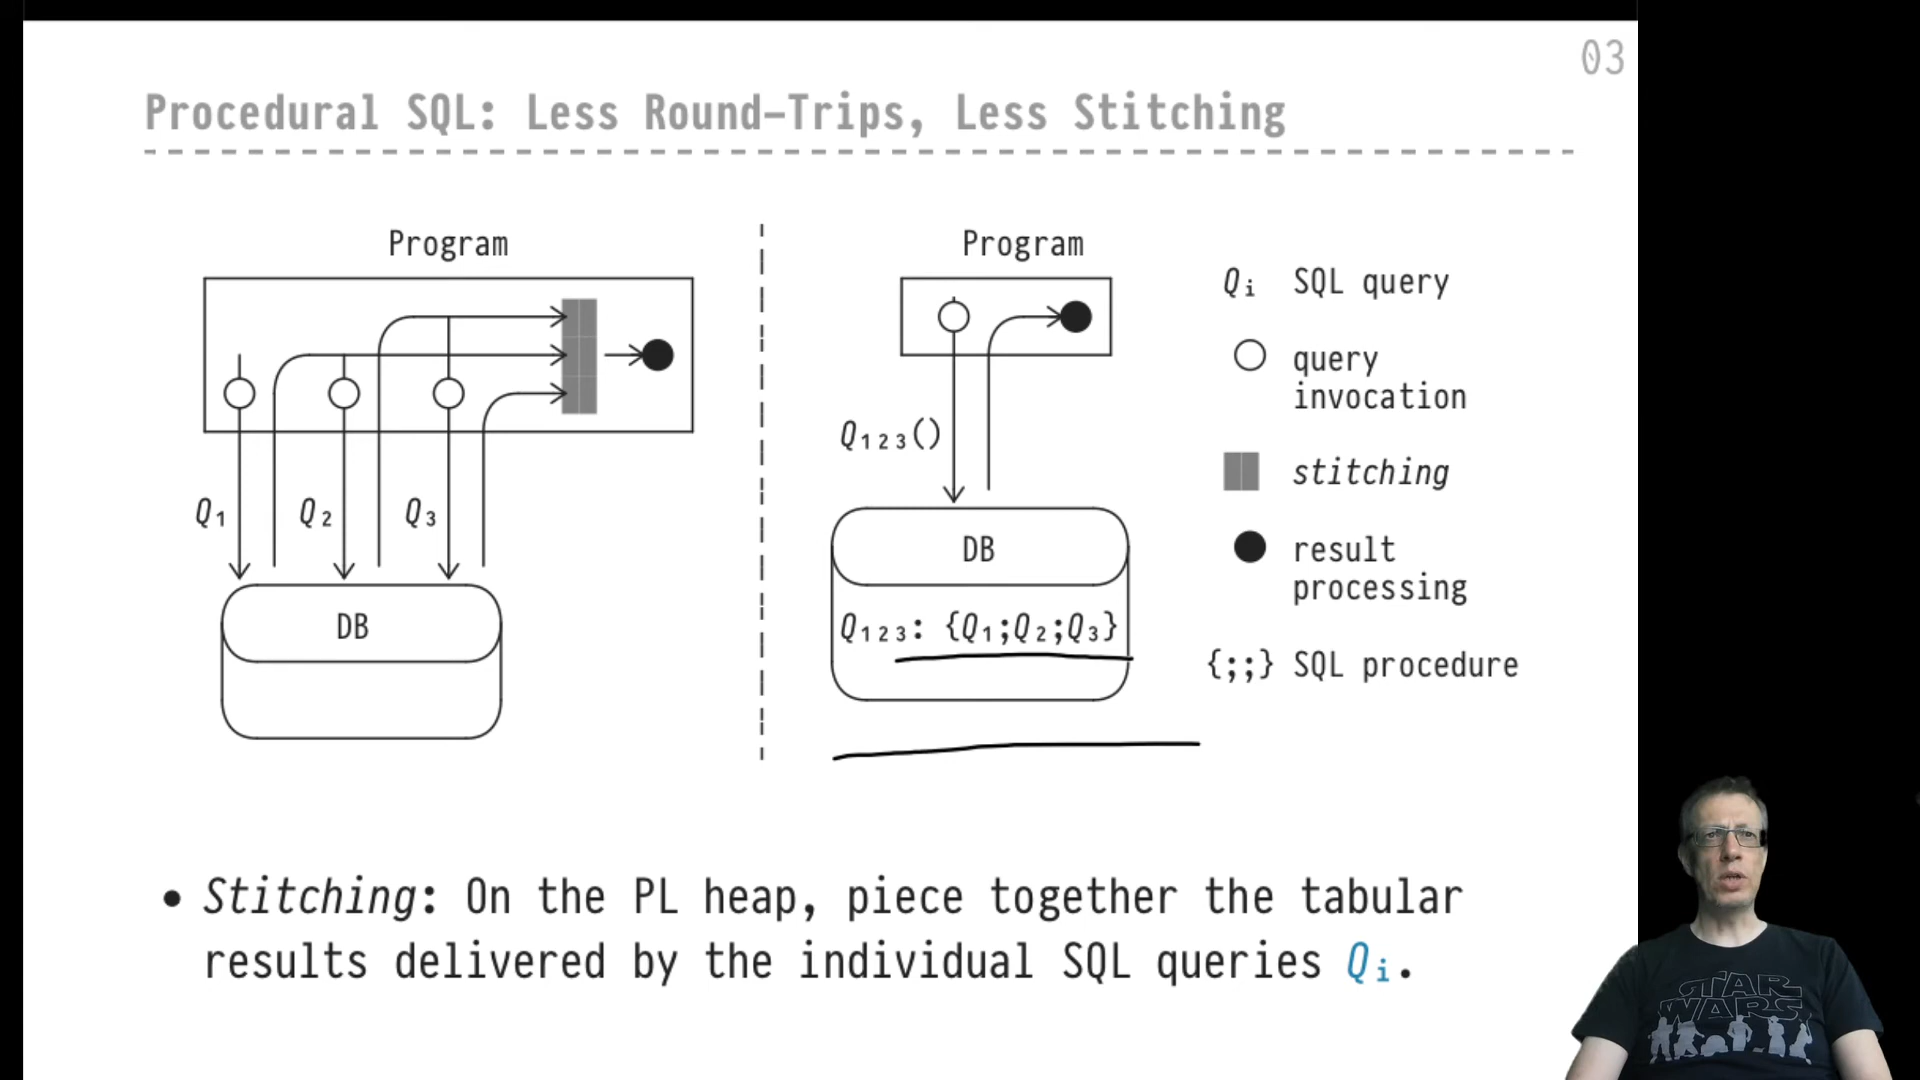 03
Procedural SQL: Less Round–Trips, Less Stitching
Program
Q₁
Q₂
Q₃
DB
Program
Q₁₂₃()
DB
Q₁₂₃: {Q₁;Q₂;Q₃}
Qᵢ SQL query
query
invocation
stitching
result
processing
{;;} SQL procedure
• Stitching: On the PL heap, piece together the tabular
results delivered by the individual SQL queries Qᵢ.
STAR
WARS